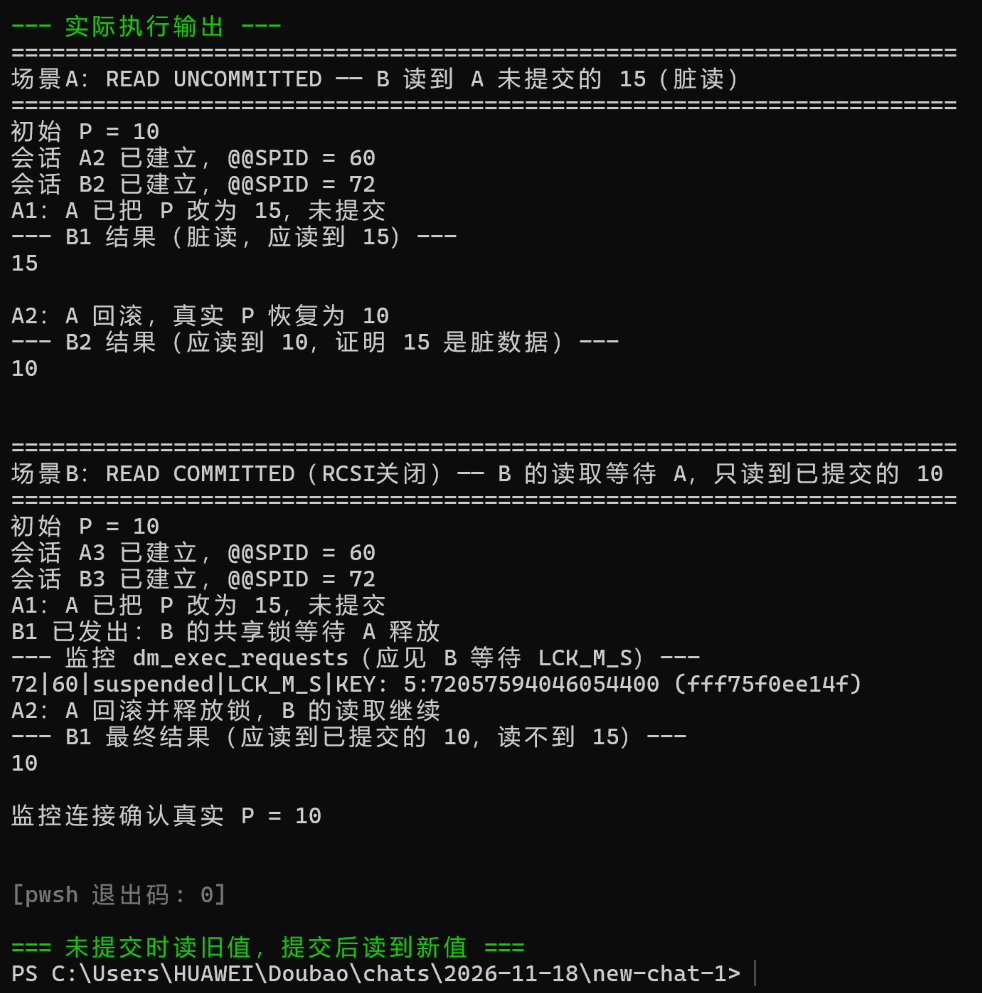 --- 实际执行输出 ---
======================================================================
场景A：READ UNCOMMITTED —— B 读到 A 未提交的 15（脏读）
======================================================================
初始 P = 10
会话 A2 已建立，@@SPID = 60
会话 B2 已建立，@@SPID = 72
A1：A 已把 P 改为 15，未提交
--- B1 结果（脏读，应读到 15）---
15
A2：A 回滚，真实 P 恢复为 10
--- B2 结果（应读到 10，证明 15 是脏数据）---
10
======================================================================
场景B：READ COMMITTED（RCSI关闭）—— B 的读取等待 A，只读到已提交的 10
======================================================================
初始 P = 10
会话 A3 已建立，@@SPID = 60
会话 B3 已建立，@@SPID = 72
A1：A 已把 P 改为 15，未提交
B1 已发出：B 的共享锁等待 A 释放
--- 监控 dm_exec_requests（应见 B 等待 LCK_M_S）---
72|60|suspended|LCK_M_S|KEY: 5:72057594046054400 (fff75f0ee14f)
A2：A 回滚并释放锁，B 的读取继续
--- B1 最终结果（应读到已提交的 10，读不到 15）---
10
监控连接确认真实 P = 10
[pwsh 退出码: 0]
=== 未提交时读旧值，提交后读到新值 ===
PS C:\Users\HUAWEI\Doubao\chats\2026-11-18\new-chat-1>